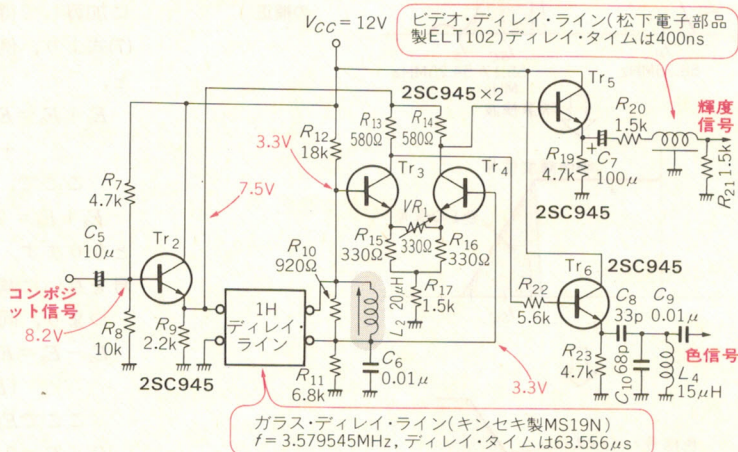 V_CC = 12V
ビデオ・ディレイ・ライン(松下電子部品
製ELT102)ディレイ・タイムは400ns
2SC945×2
Tr5
R20
1.5k
輝度
信号
R12
18k
R13
580Ω
R14
580Ω
3.3V
R7
4.7k
7.5V
Tr3
Tr4
R19
4.7k
+
C7
100μ
R21 1.5k
2SC945
VR1
330Ω
C5
10μ
Tr2
R15
330Ω
R16
330Ω
R10
920Ω
Tr6
2SC945
コンポジ
ット信号
8.2V
R8
10k
R9
2.2k
1H
ディレイ・
ライン
L2 20μH
R17
1.5k
R22
5.6k
C8
33p
C9
0.01μ
色信号
2SC945
R11
6.8k
C6
0.01μ
3.3V
R23
4.7k
C10 68p
L4
15μH
ガラス・ディレイ・ライン(キンセキ製MS19N)
f = 3.579545MHz, ディレイ・タイムは63.556μs